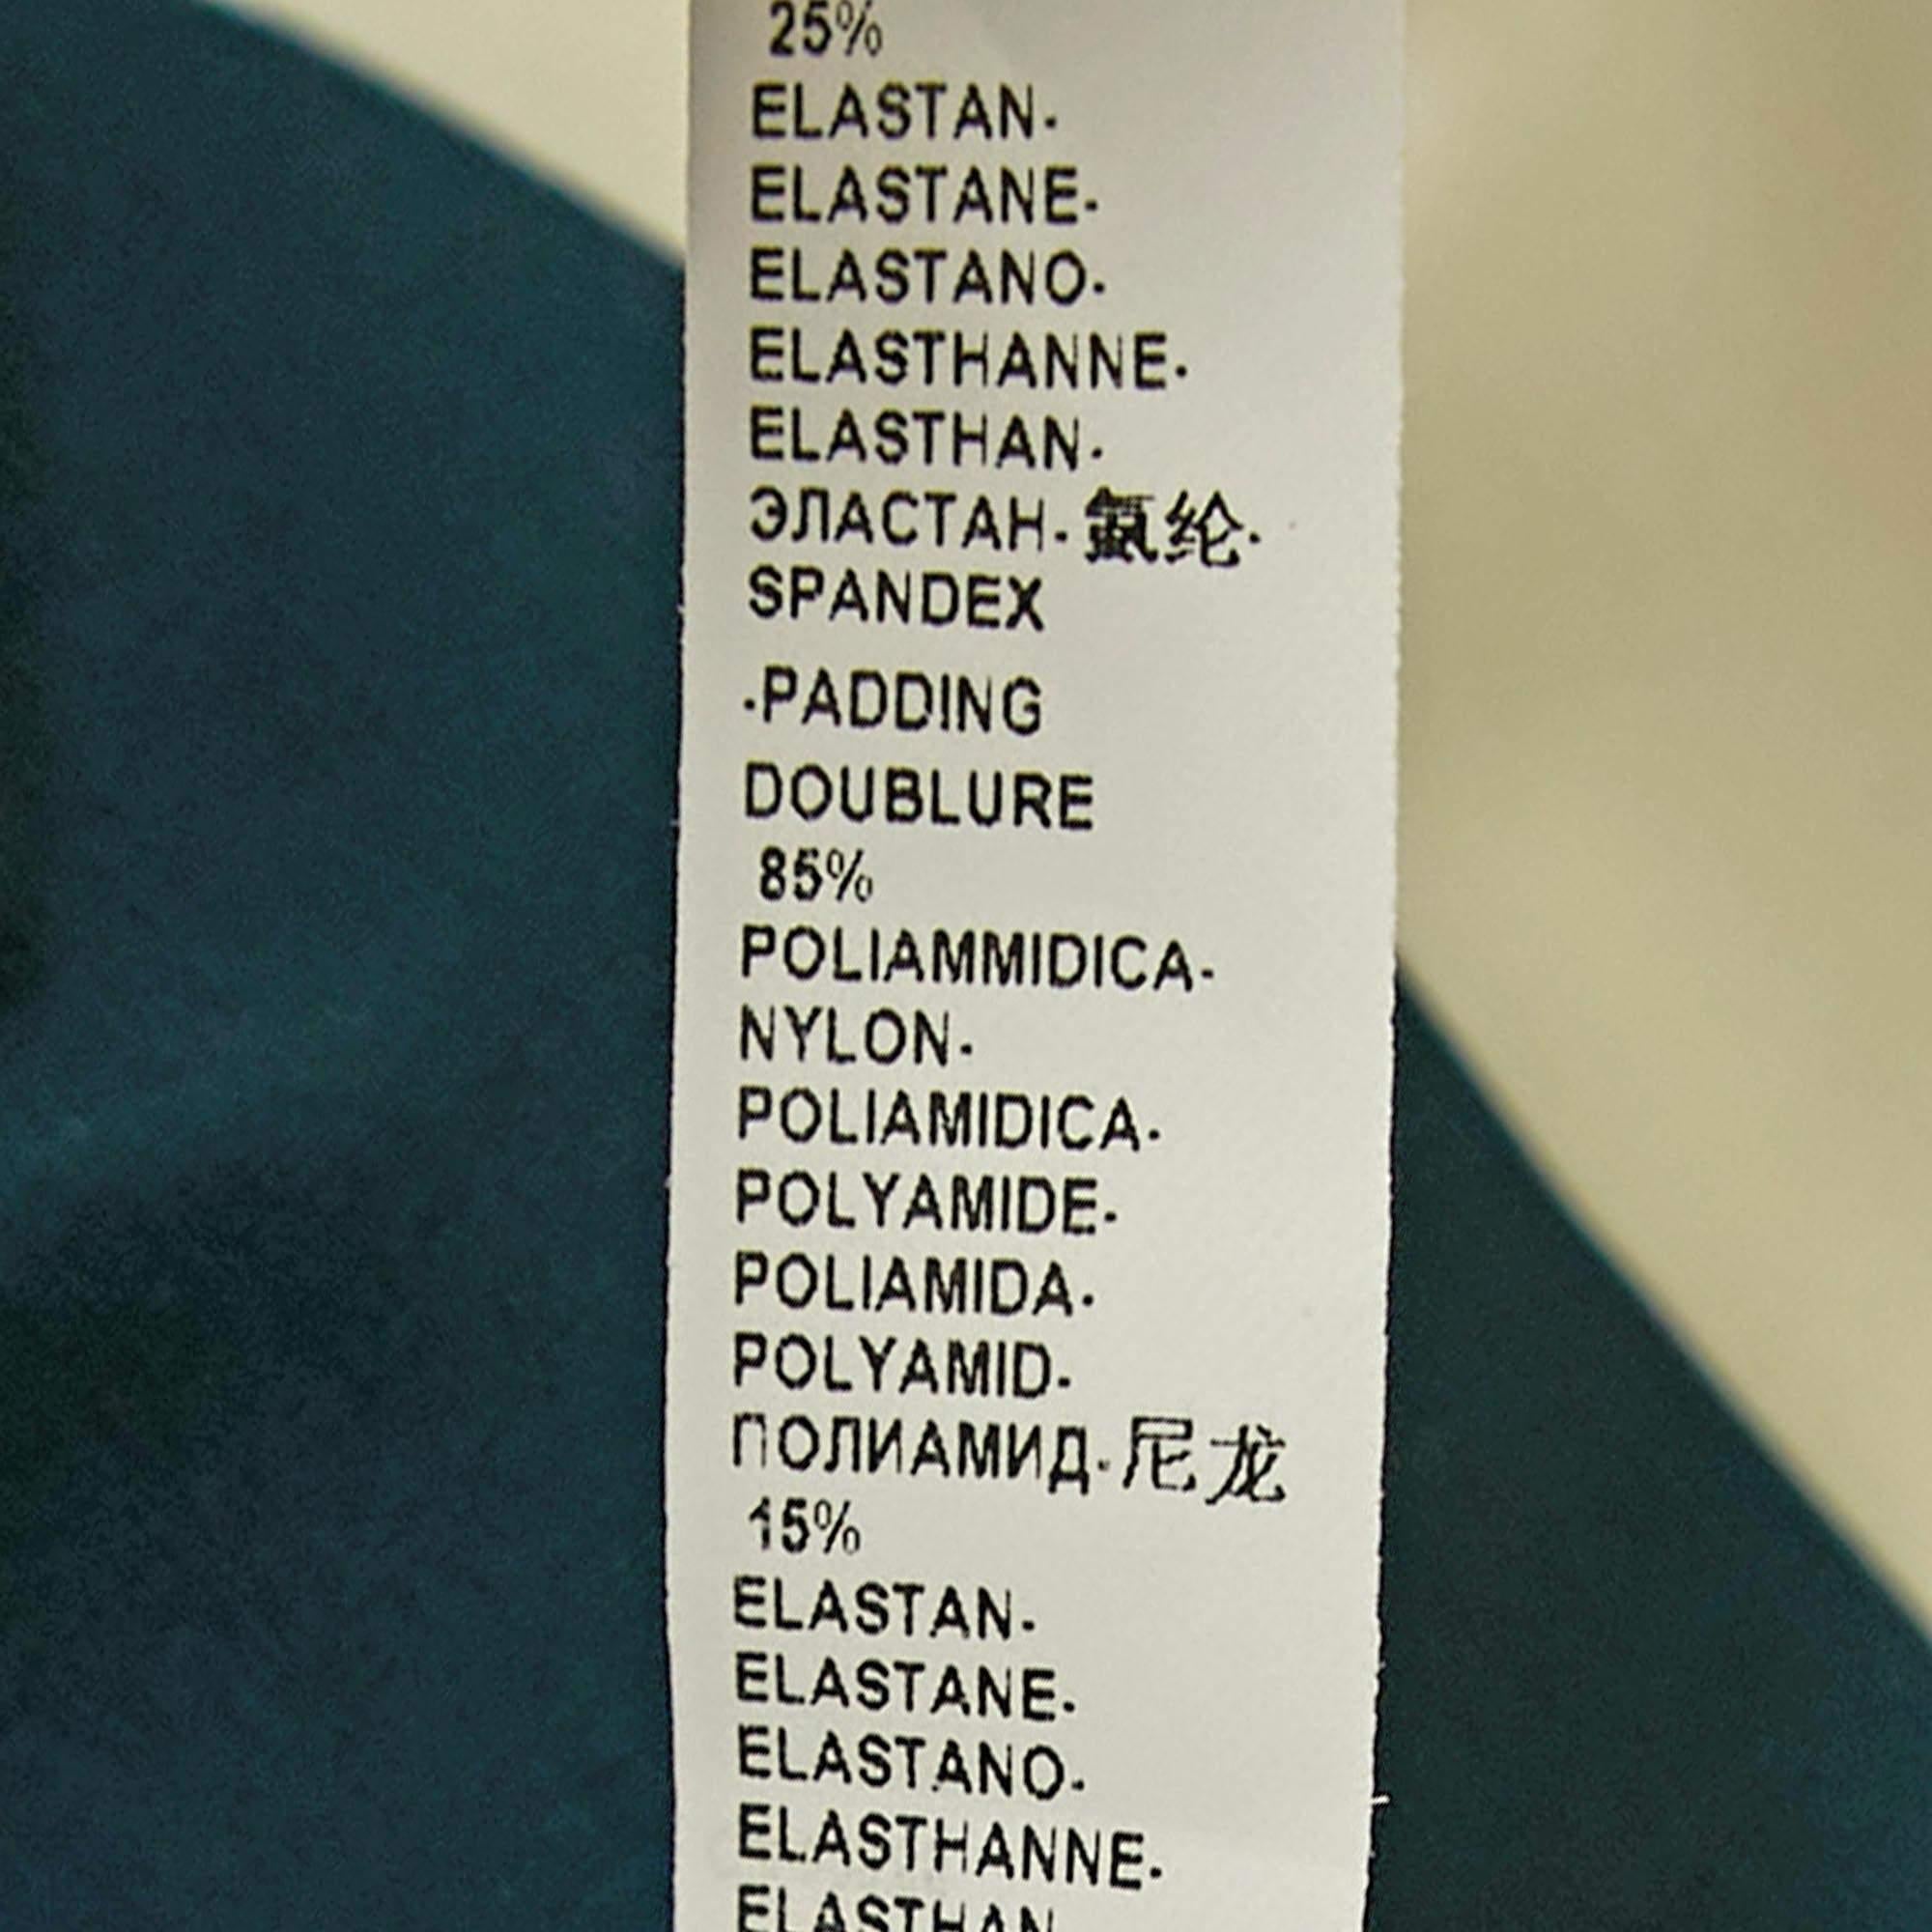 25%
ELASTAN-
ELASTANE-
ELASTANO-
ELASTHANNE-
ELASTHAN-
ЭЛАСТАН-氨纶-
SPANDEX
-PADDING
DOUBLURE
85%
POLIAMMIDICA-
NYLON-
POLIAMIDICA-
POLYAMIDE-
POLIAMIDA-
POLYAMID-
ПОЛИАМИД-尼龙
15%
ELASTAN-
ELASTANE-
ELASTANO-
ELASTHANNE-
ELASTHAN